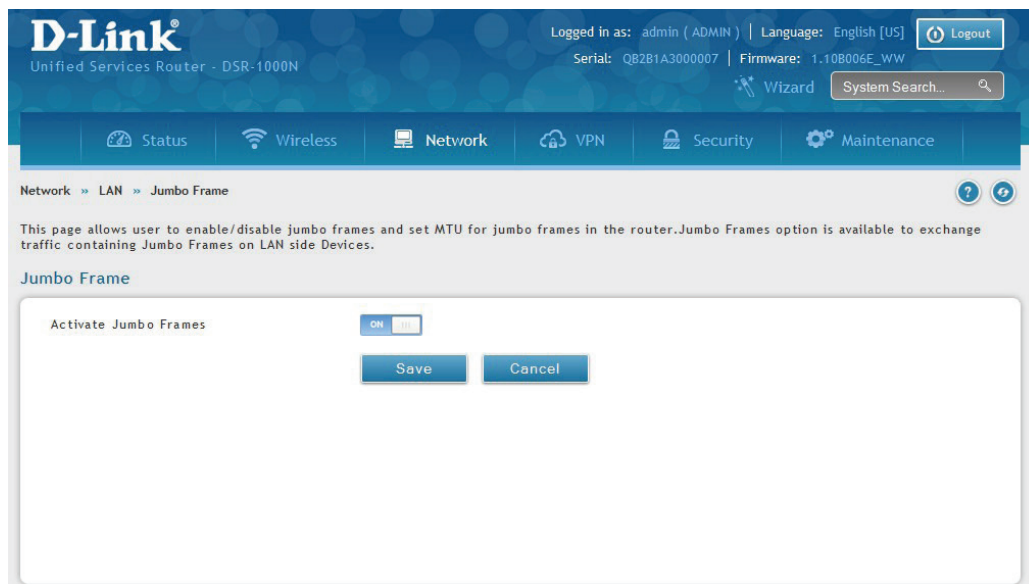 D-Link®
Unified Services Router - DSR-1000N
Logged in as: admin ( ADMIN ) | Language: English [US]
Logout
Serial: QB2B1A3000007 | Firmware: 1.10B006E_WW
Wizard
System Search...
Status
Wireless
Network
VPN
Security
Maintenance
Network » LAN » Jumbo Frame
?
This page allows user to enable/disable jumbo frames and set MTU for jumbo frames in the router.Jumbo Frames option is available to exchange
traffic containing Jumbo Frames on LAN side Devices.
Jumbo Frame
Activate Jumbo Frames
ON
Save
Cancel